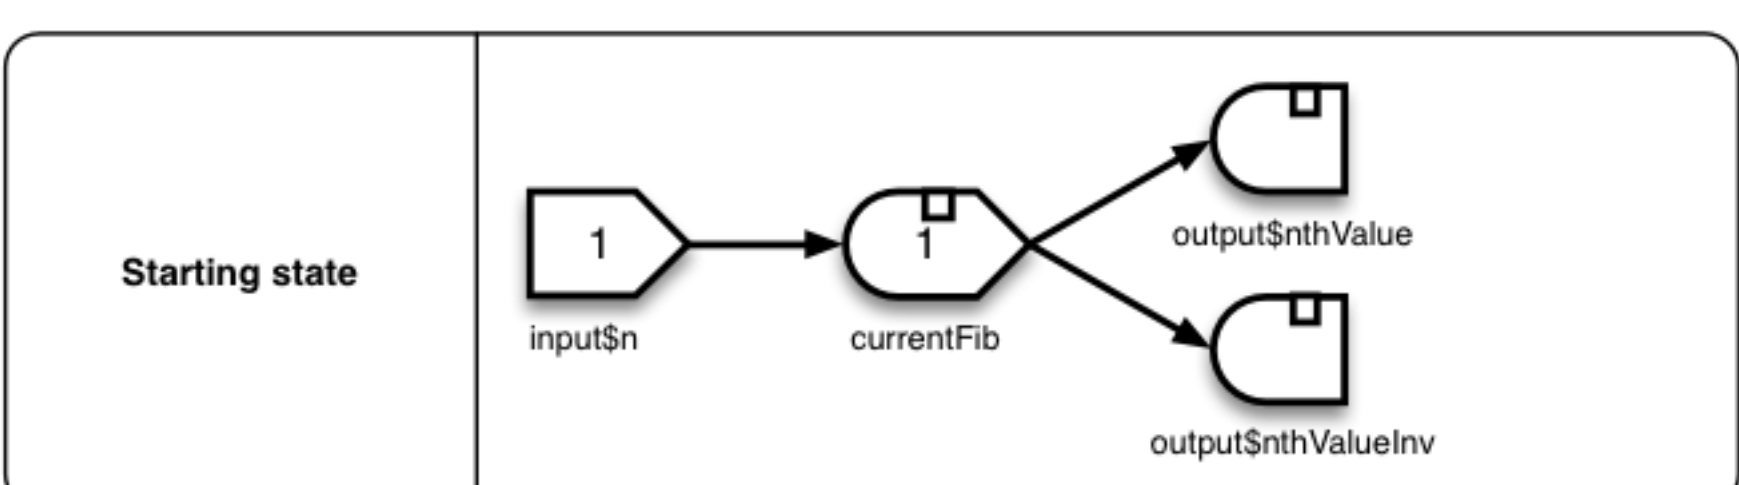 Starting state
1
input$n
1
currentFib
output$nthValue
output$nthValueInv